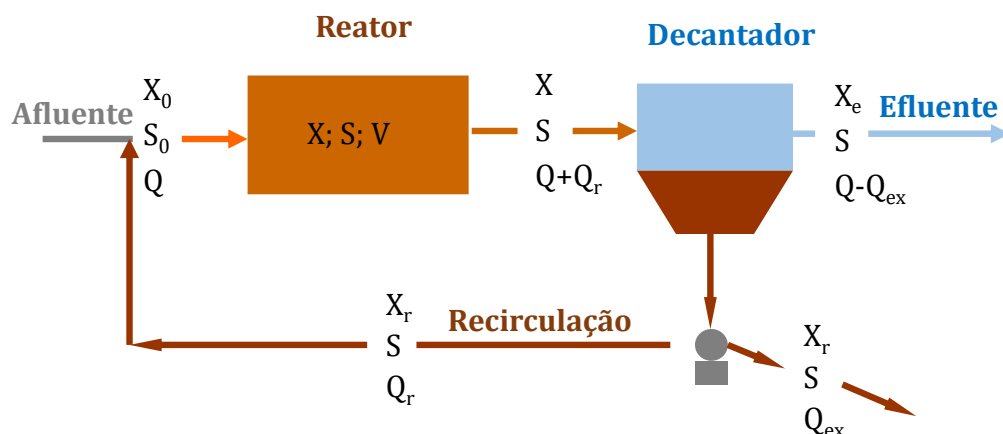 Reator
Decantador
Afluente
X₀
S₀
Q
X; S; V
X
S
Q+Qᵣ
Xₑ
S
Q-Qₑₓ
Efluente
Recirculação
Xᵣ
S
Qᵣ
Xᵣ
S
Qₑₓ